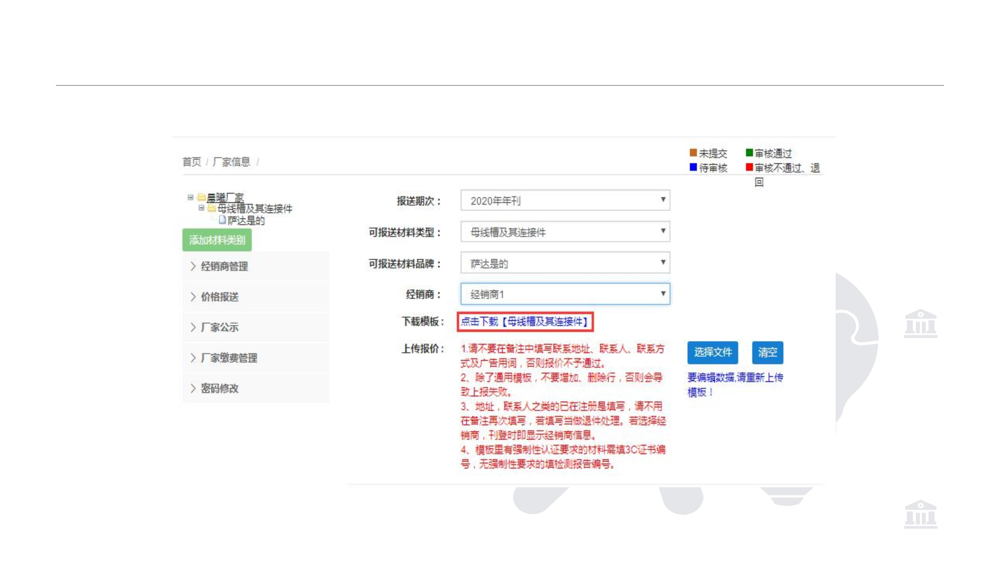 首页 / 厂家信息 /
未提交
审核通过
待审核
审核不通过、退
回
晨曦厂家
母线槽及其连接件
萨达是的
添加材料类别
经销商管理
价格报送
厂家公示
厂家缴费管理
密码修改
报送期次： 2020年年刊
可报送材料类型： 母线槽及其连接件
可报送材料品牌： 萨达是的
经销商： 经销商1
下载模板： 点击下载【母线槽及其连接件】
上传报价：
1.请不要在备注中填写联系地址、联系人、联系方
式及广告用词，否则报价不予通过。
2、除了通用模板，不要增加、删除行，否则会导
致上报失败。
3、地址，联系人之类的已在注册是填写，请不用
在备注再次填写，若填写当做退件处理。若选择经
销商，刊登时即显示经销商信息。
4、模板里有强制性认证要求的材料需填3C证书编
号，无强制性要求的填检测报告编号。
选择文件
清空
要编辑数据,请重新上传
模板！